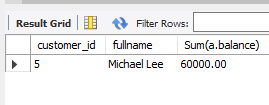 Result Grid Filter Rows:
customer_id fullname Sum(a.balance)
5 Michael Lee 60000.00